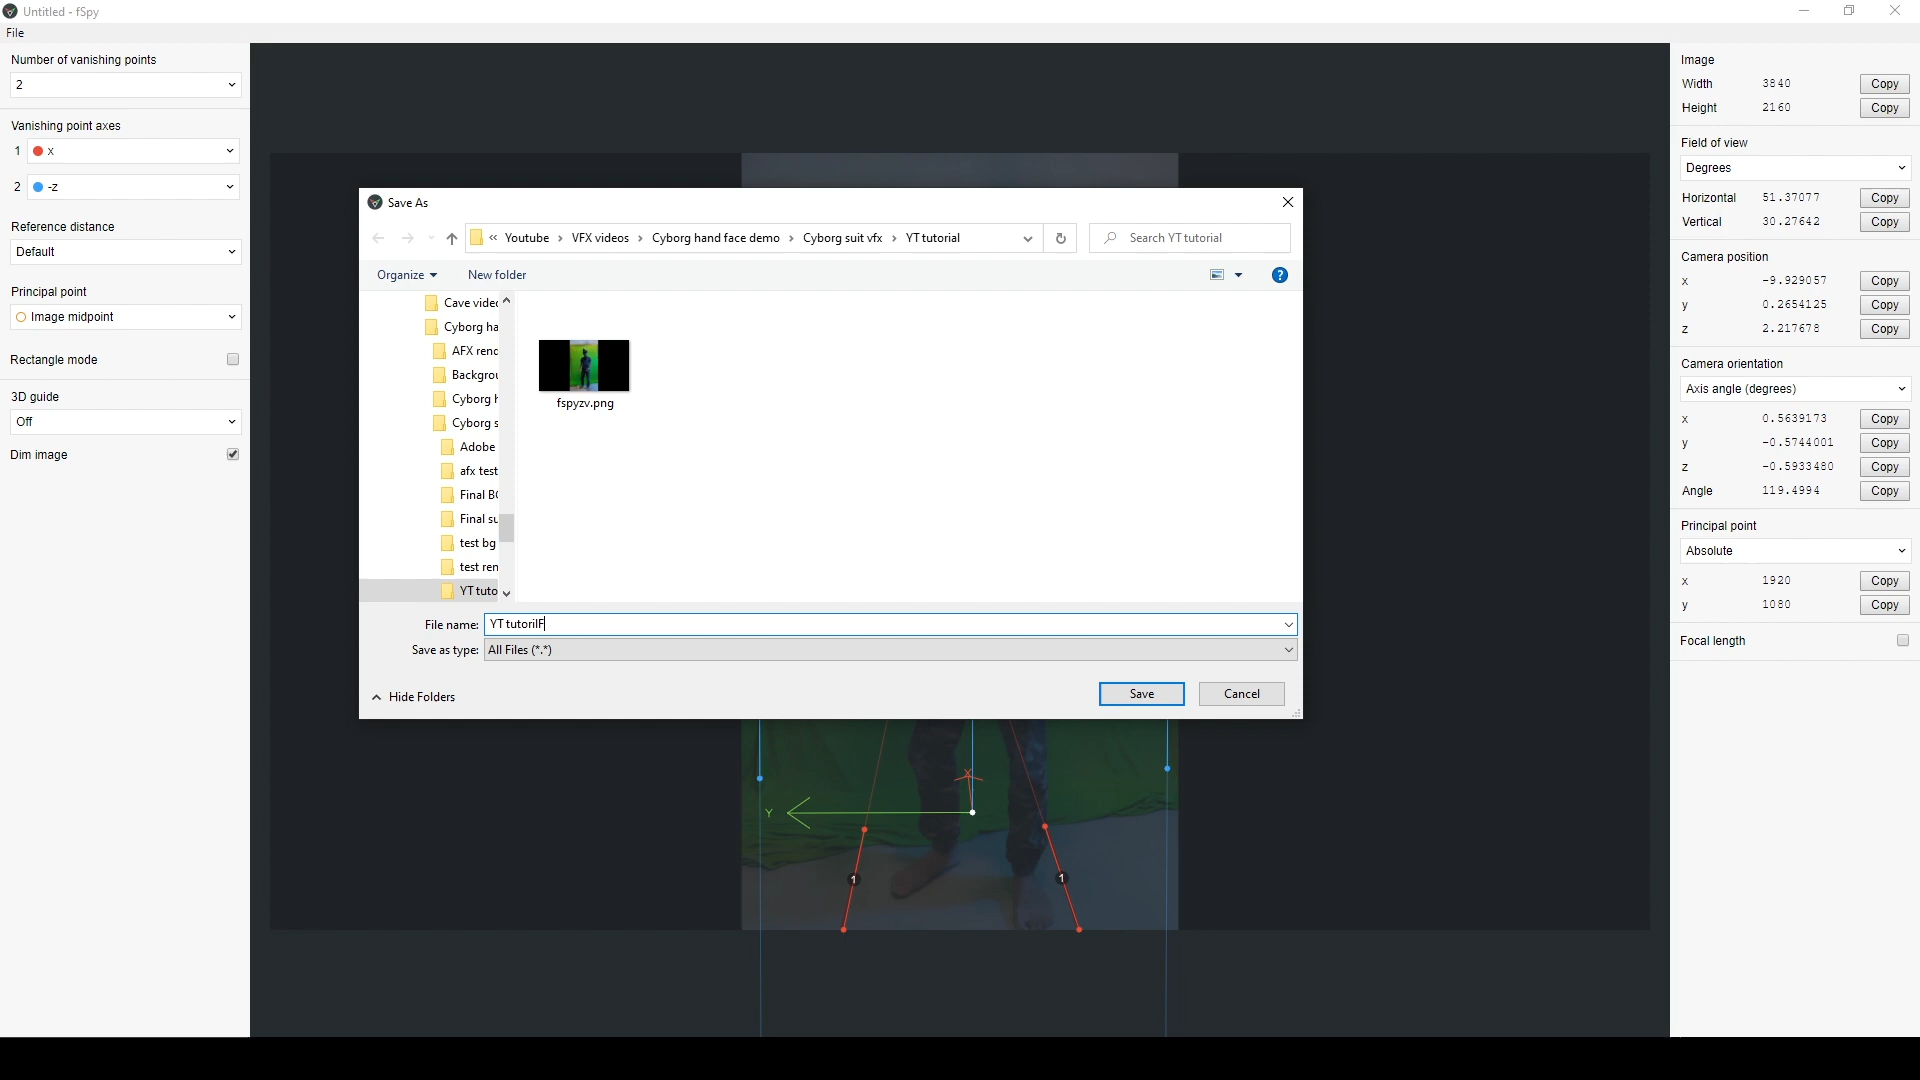 Untitled - fSpy
File
Number of vanishing points
2
Vanishing point axes
1 x
2 -z
Reference distance
Default
Principal point
Image midpoint
Rectangle mode
3D guide
Off
Dim image
Save As
« Youtube › VFX videos › Cyborg hand face demo › Cyborg suit vfx › YT tutorial
Search YT tutorial
Organize
New folder
Cave videc
Cyborg ha
AFX renc
Backgrou
Cyborg h
Cyborg s
Adobe
afx test
Final BG
Final su
test bg
test ren
YT tuto
fspyzv.png
File name: YT tutorilF
Save as type: All Files (*.*)
Hide Folders
Save
Cancel
X
Y
1
1
Image
Width 3840 Copy
Height 2160 Copy
Field of view
Degrees
Horizontal 51.37077 Copy
Vertical 30.27642 Copy
Camera position
x -9.929057 Copy
y 0.2654125 Copy
z 2.217678 Copy
Camera orientation
Axis angle (degrees)
x 0.5639173 Copy
y -0.5744001 Copy
z -0.5933480 Copy
Angle 119.4994 Copy
Principal point
Absolute
x 1920 Copy
y 1080 Copy
Focal length